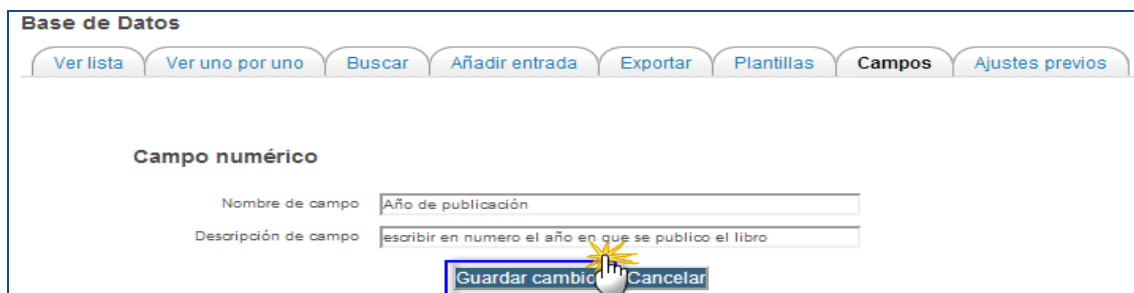 Base de Datos
Ver lista Ver uno por uno Buscar Añadir entrada Exportar Plantillas Campos Ajustes previos
Campo numérico
Nombre de campo Año de publicación
Descripción de campo escribir en numero el año en que se publico el libro
Guardar cambio Cancelar